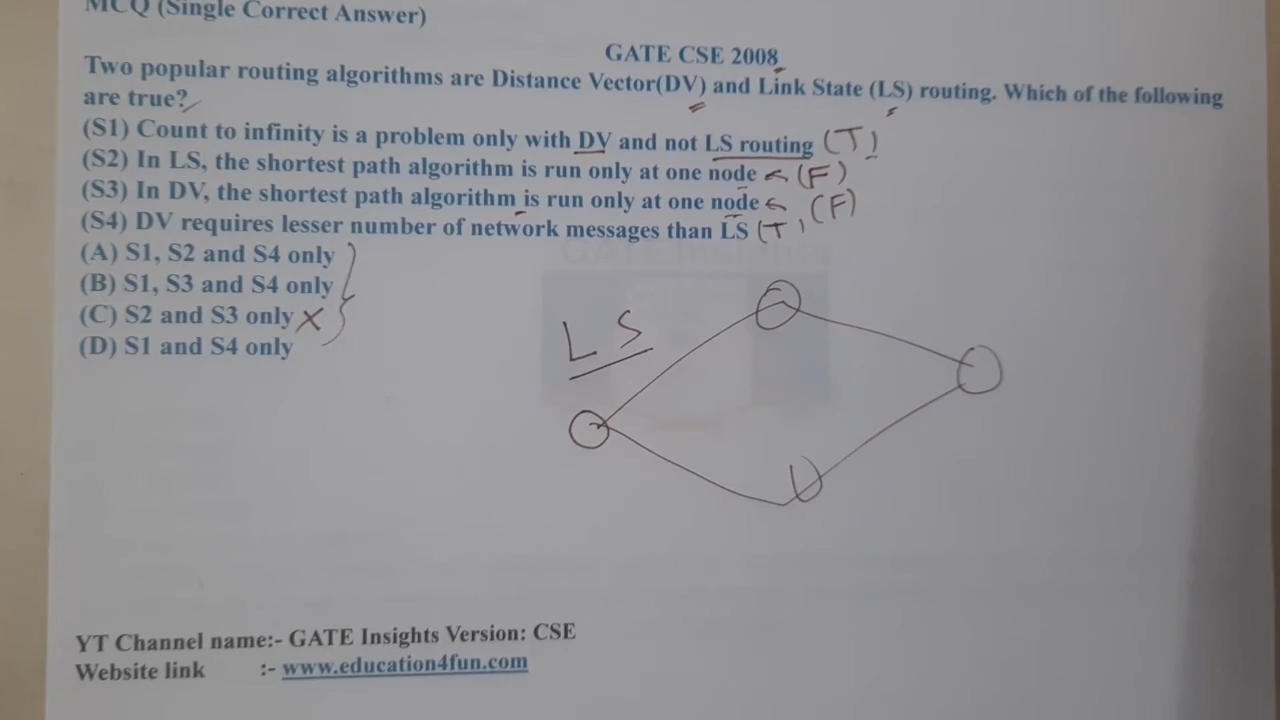 MCQ (Single Correct Answer)
GATE CSE 2008
Two popular routing algorithms are Distance Vector(DV) and Link State (LS) routing. Which of the following
are true?
(S1) Count to infinity is a problem only with DV and not LS routing (T)
(S2) In LS, the shortest path algorithm is run only at one node (F)
(S3) In DV, the shortest path algorithm is run only at one node (F)
(S4) DV requires lesser number of network messages than LS (T)
(A) S1, S2 and S4 only
(B) S1, S3 and S4 only
(C) S2 and S3 only X
(D) S1 and S4 only
LS
YT Channel name:- GATE Insights Version: CSE
Website link :- www.education4fun.com